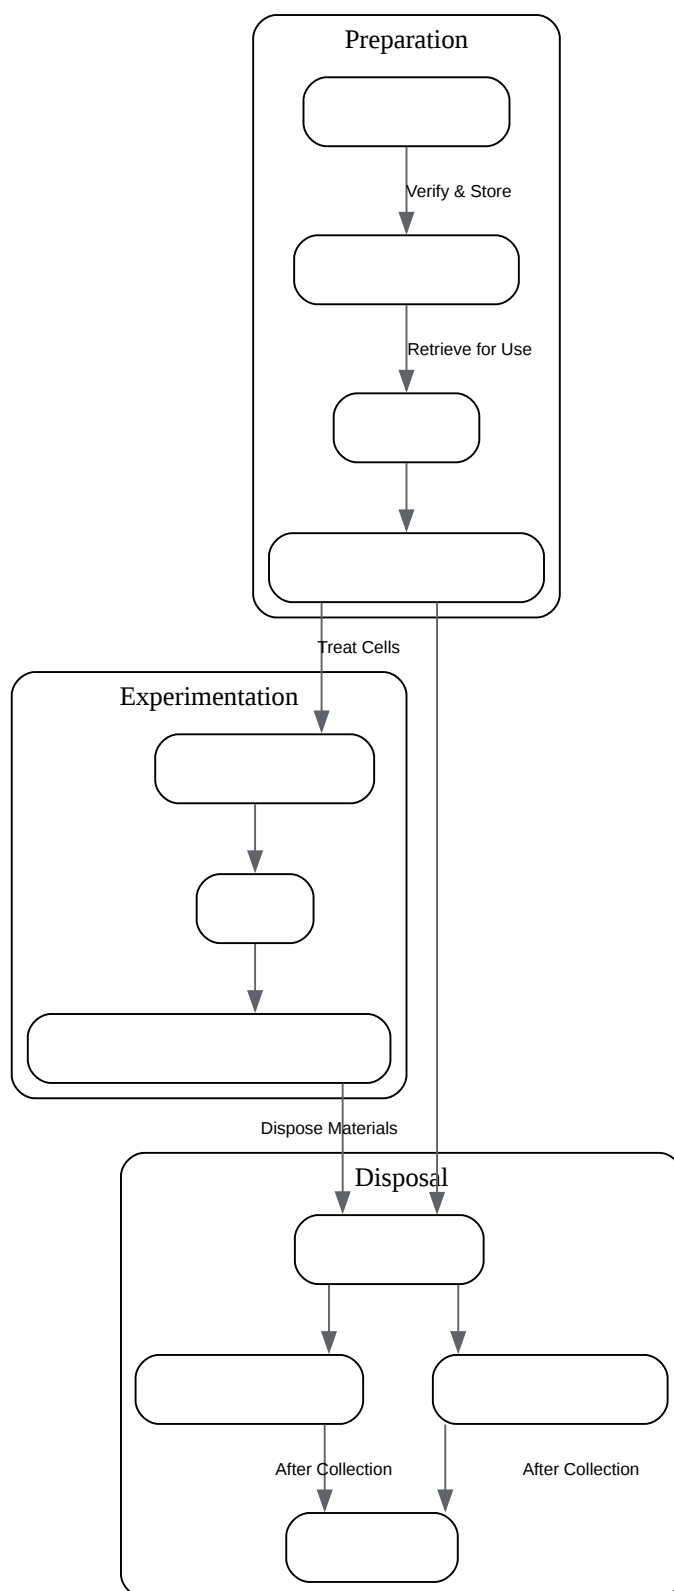 Preparation
Verify & Store
Retrieve for Use
Treat Cells
Experimentation
Dispose Materials
Disposal
After Collection
After Collection